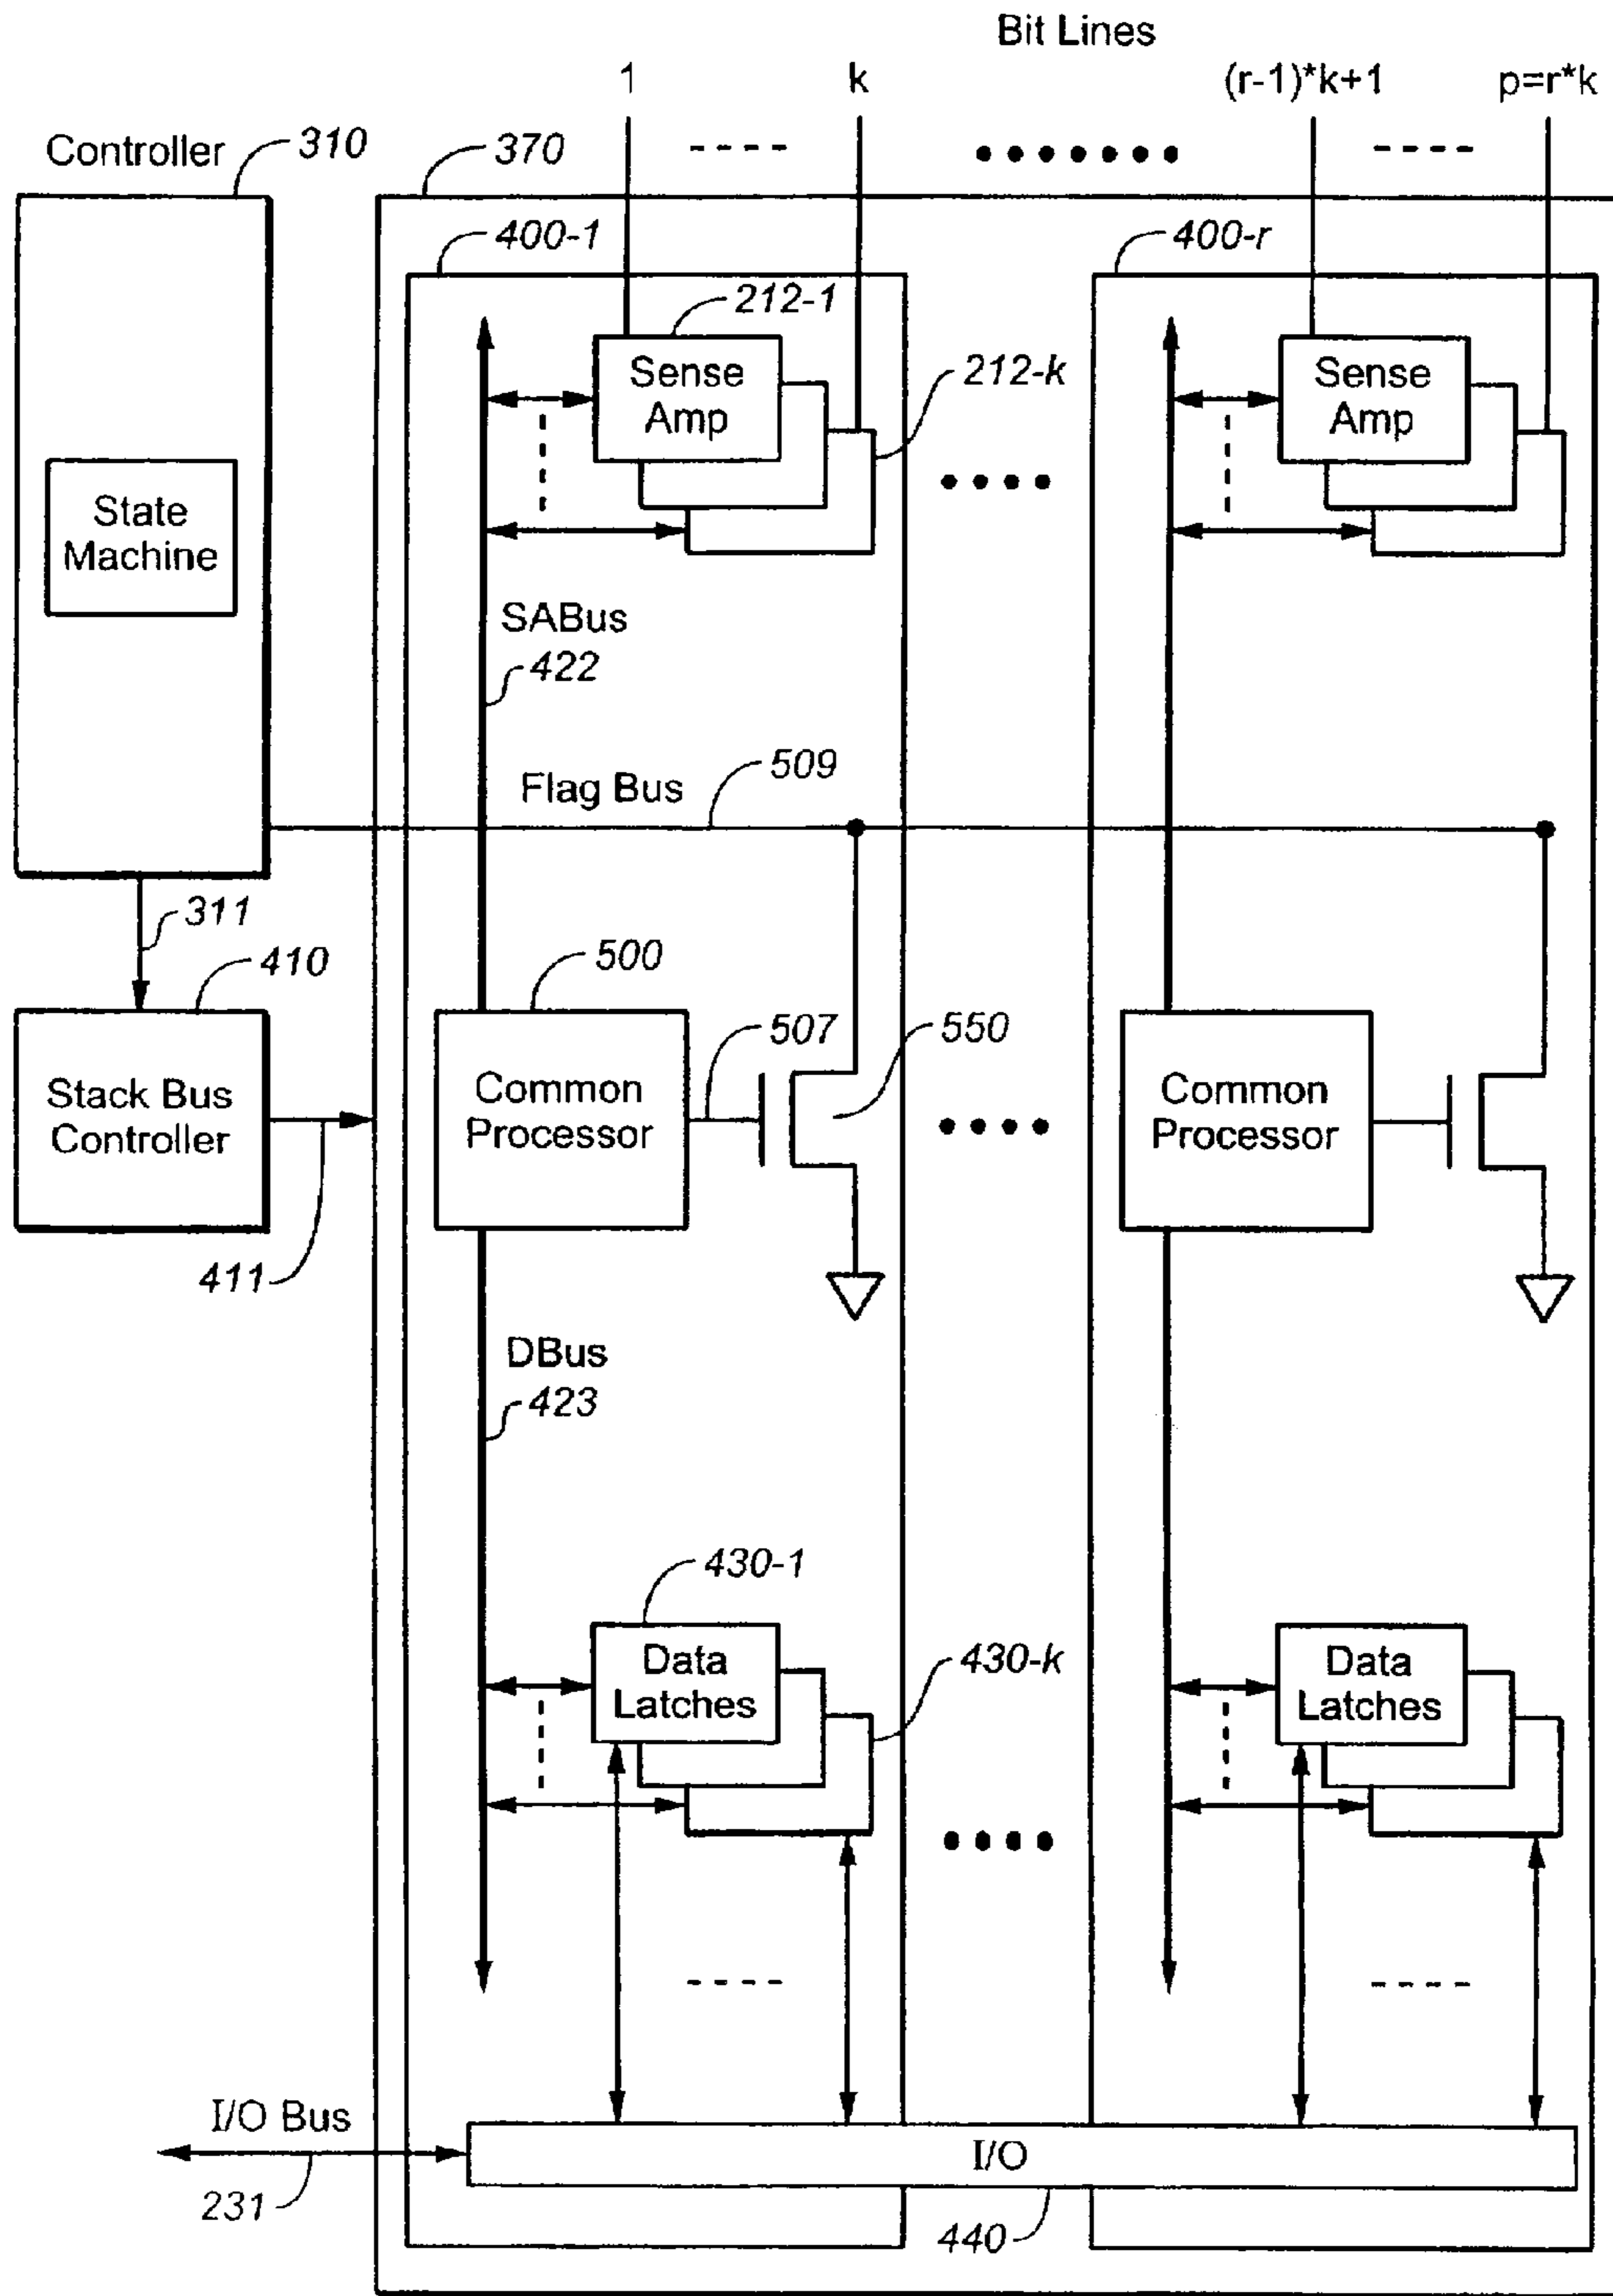 Bit Lines
1
k
(r-1)*k+1
p=r*k
Controller
310
370
400-1
400-r
212-1
212-k
Sense
Amp
Sense
Amp
State
Machine
SABus
422
Flag Bus
509
311
410
500
507
550
Stack Bus
Controller
Common
Processor
Common
Processor
411
DBus
423
430-1
430-k
Data
Latches
Data
Latches
I/O Bus
I/O
231
440